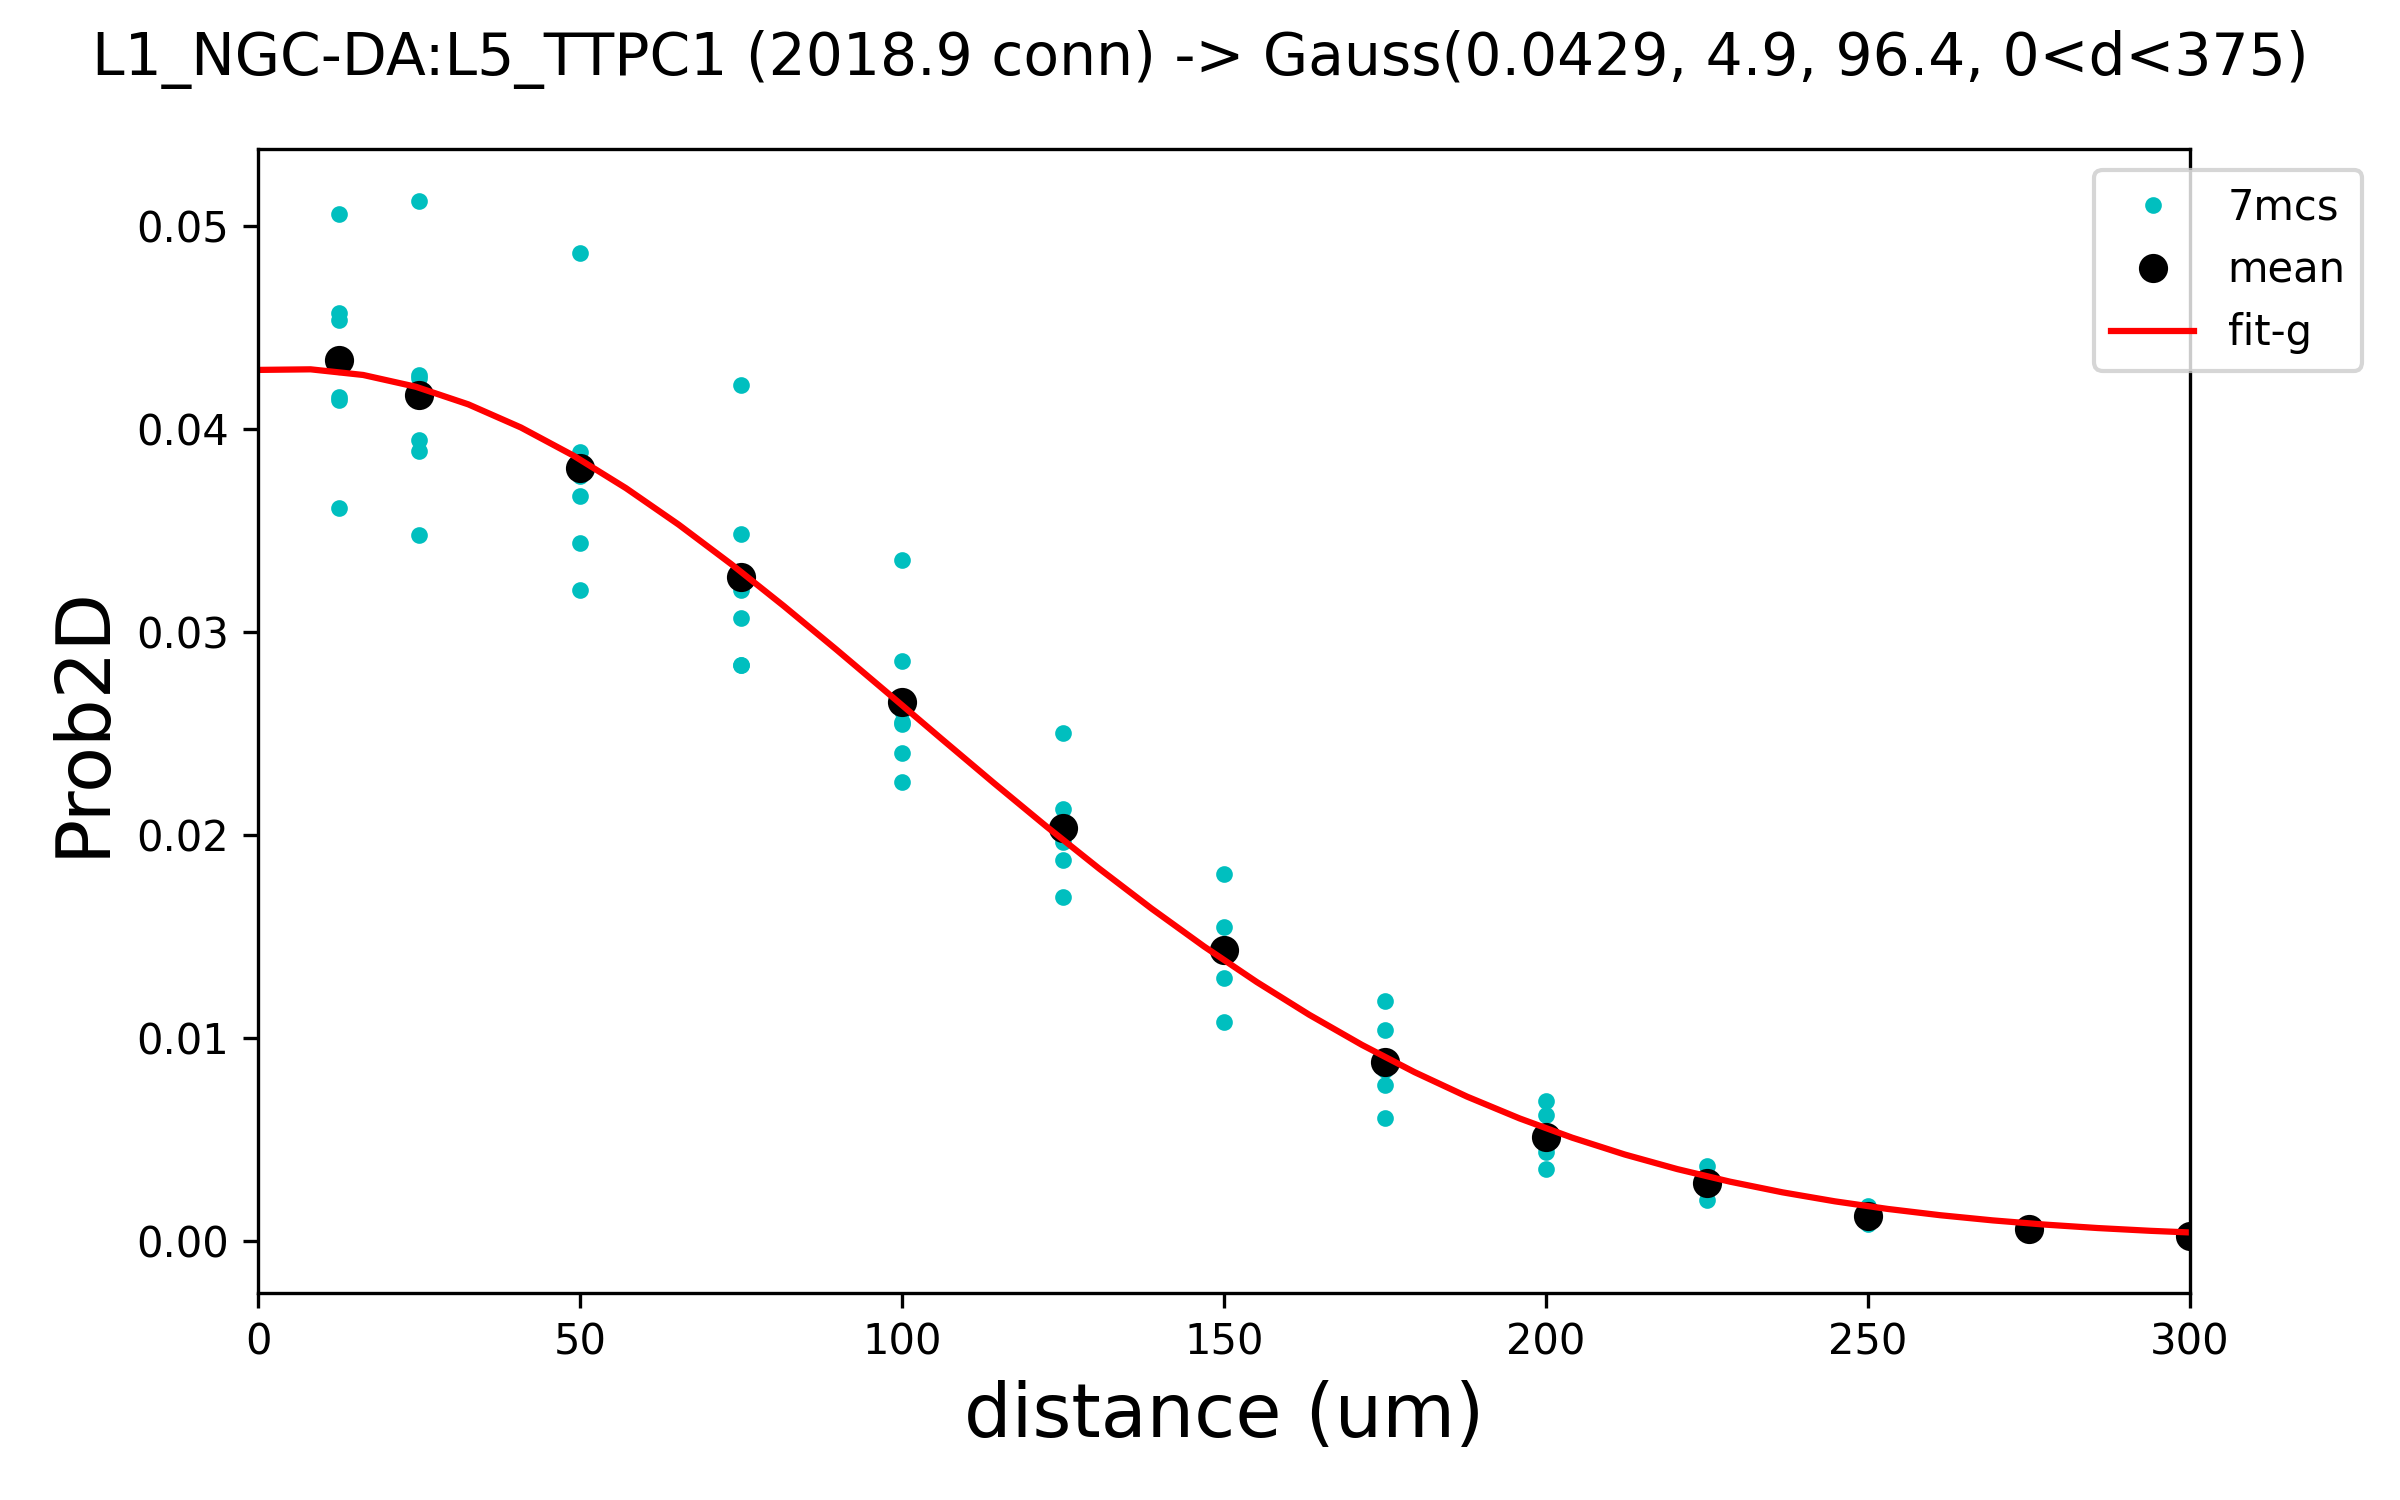 L1_NGC-DA:L5_TTPC1 (2018.9 conn) -> Gauss(0.0429, 4.9, 96.4, 0<d<375)
7mcs
mean
fit-g
Prob2D
0.05
0.04
0.03
0.02
0.01
0.00
0 50 100 150 200 250 300
distance (um)